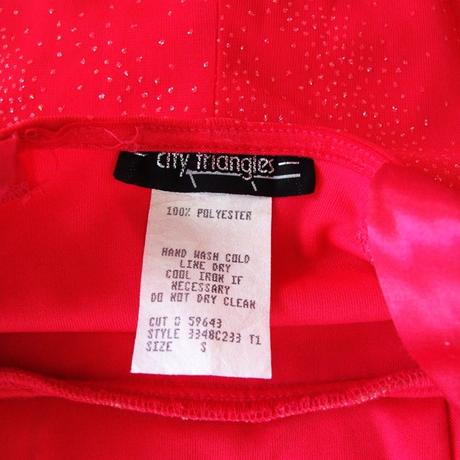 city triangles
100% POLYESTER
HAND WASH COLD
LINE DRY
COOL IRON IF
NECESSARY
DO NOT DRY CLEAN
CUT 0 59643
STYLE 3348C233 T1
SIZE S